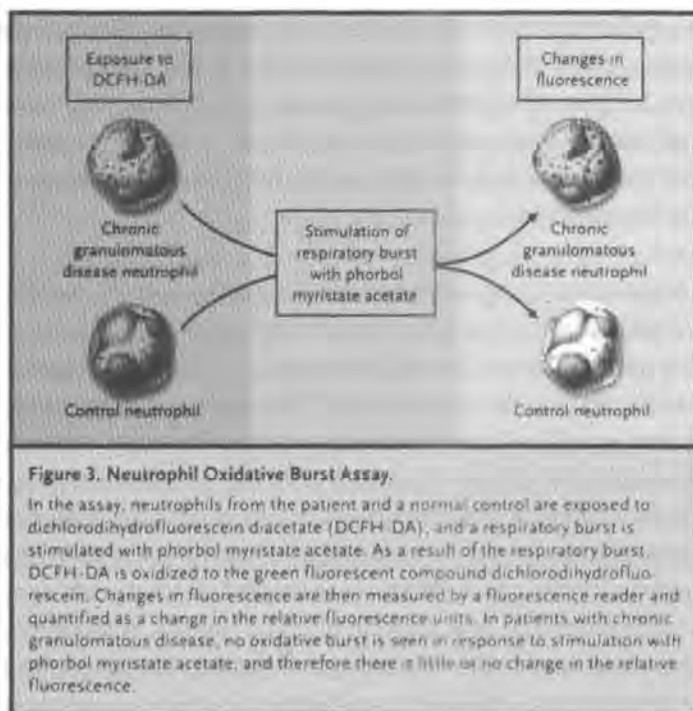 Exposure to
DCFH-DA
Changes in
fluorescence
Chronic
granulomatous
disease neutrophil
Stimulation of
respiratory burst
with phorbol
myristate acetate
Chronic
granulomatous
disease neutrophil
Control neutrophil
Control neutrophil
Figure 3. Neutrophil Oxidative Burst Assay.
In the assay, neutrophils from the patient and a normal control are exposed to
dichlorodihydrofluorescein diacetate (DCFH-DA), and a respiratory burst is
stimulated with phorbol myristate acetate. As a result of the respiratory burst,
DCFH-DA is oxidized to the green fluorescent compound dichlorodihydrofluo-
rescein. Changes in fluorescence are then measured by a fluorescence reader and
quantified as a change in the relative fluorescence units. In patients with chronic
granulomatous disease, no oxidative burst is seen in response to stimulation with
phorbol myristate acetate, and therefore there is little or no change in the relative
fluorescence.